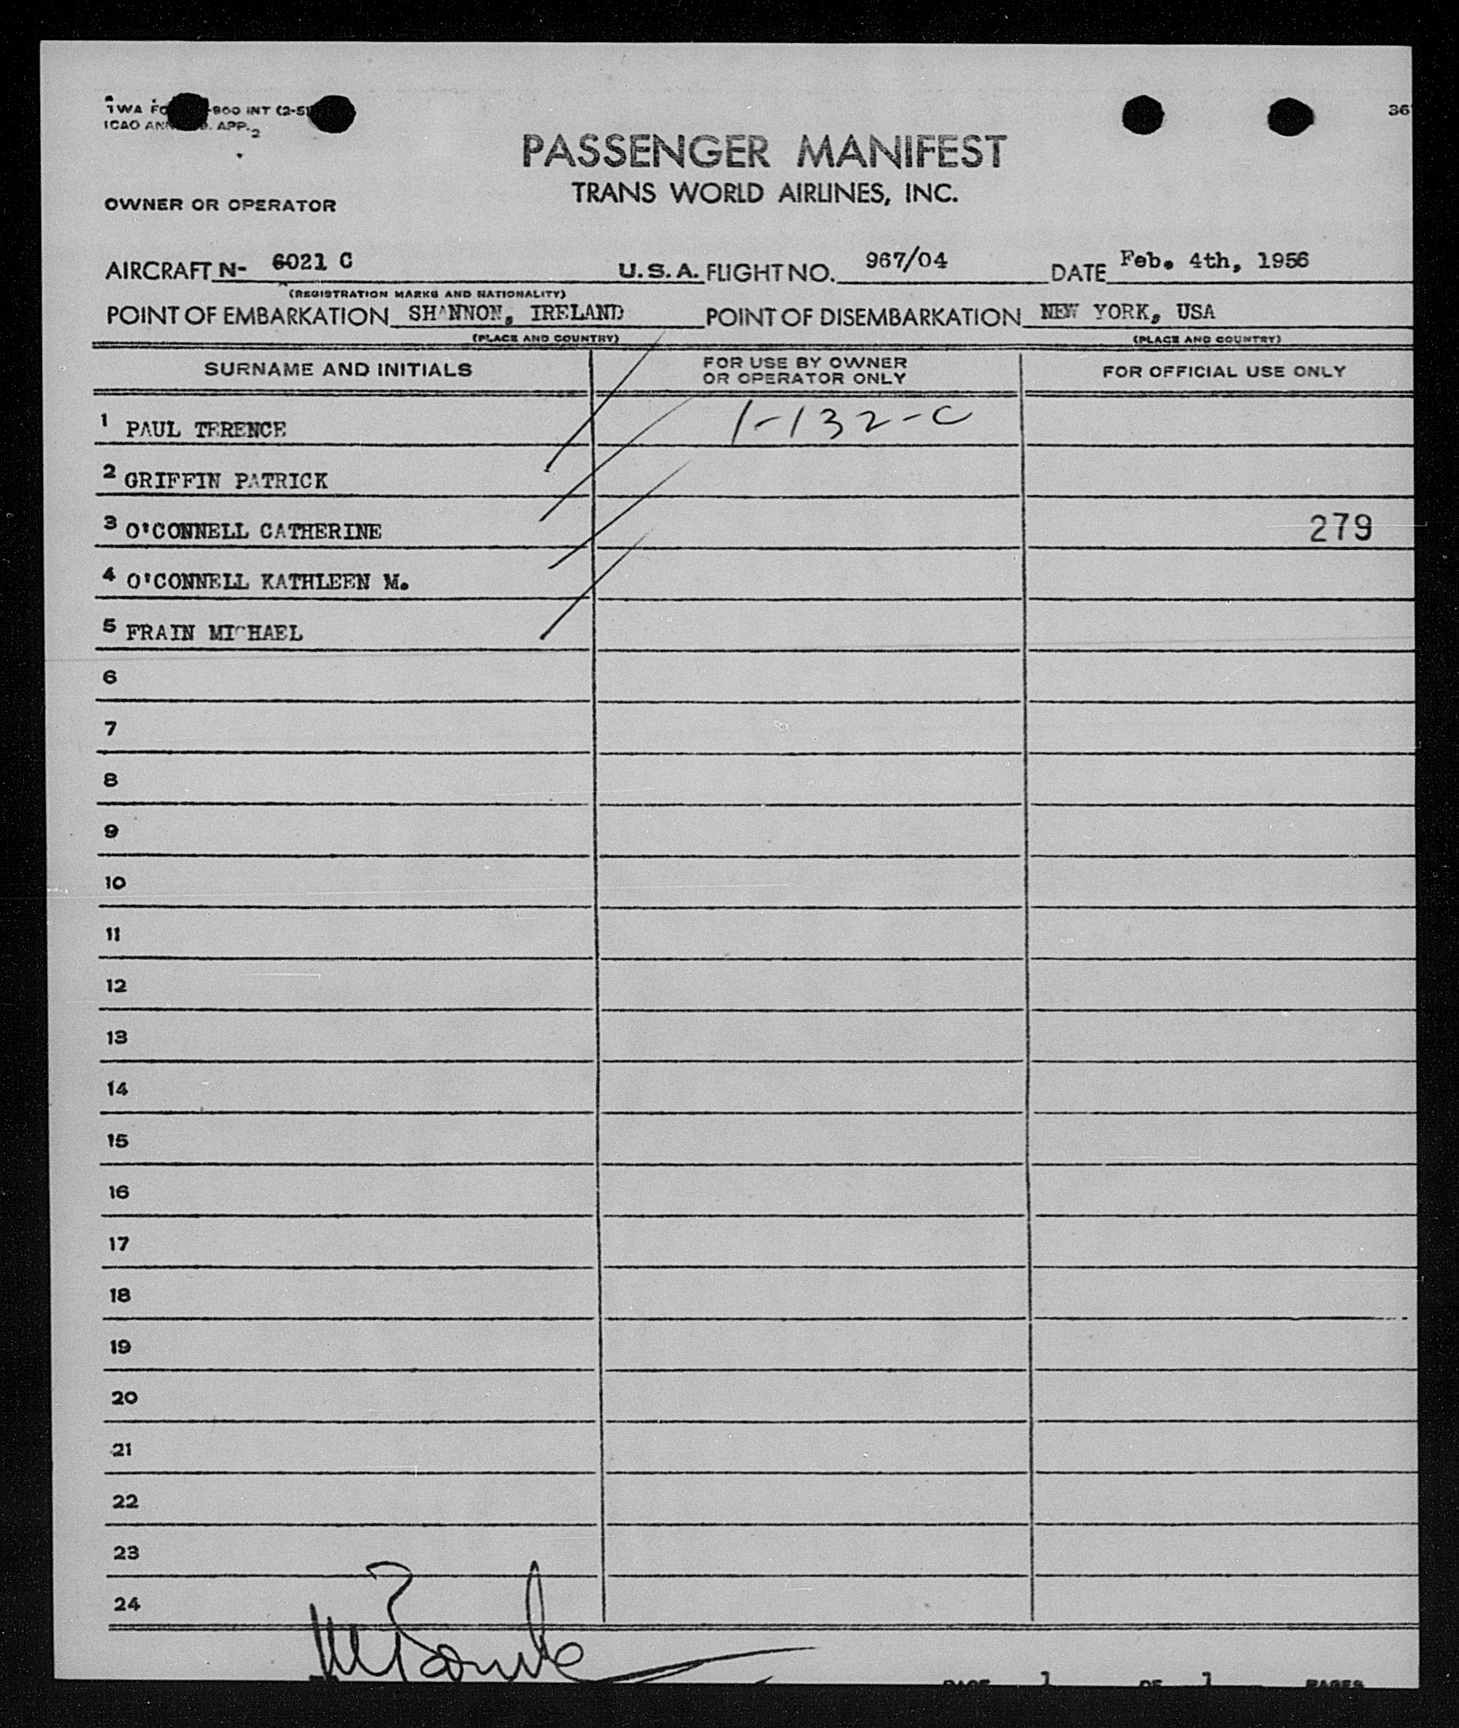 TWA 900 INT
ICAO APP. 2
36
PASSENGER MANIFEST
TRANS WORLD AIRLINES, INC.
OWNER OR OPERATOR
AIRCRAFT N- 6021 C U.S.A. FLIGHT NO. 967/04 DATE Feb. 4th, 1956
(REGISTRATION MARKS AND NATIONALITY)
POINT OF EMBARKATION SHANNON, IRELAND POINT OF DISEMBARKATION NEW YORK, USA
(PLACE AND COUNTRY) (PLACE AND COUNTRY)
SURNAME AND INITIALS FOR USE BY OWNER OR OPERATOR ONLY FOR OFFICIAL USE ONLY
1 PAUL TERENCE 1-132-C
2 GRIFFIN PATRICK
3 O'CONNELL CATHERINE 279
4 O'CONNELL KATHLEEN M.
5 FRAIN MICHAEL
6
7
8
9
10
11
12
13
14
15
16
17
18
19
20
21
22
23
24
PAGE 1 OF 1 PAGES